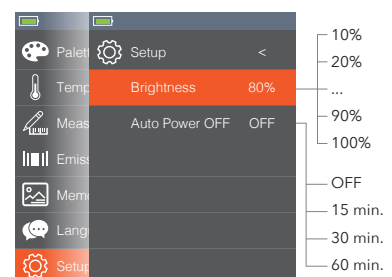 Palet
Temp
Meas
Emiss
Memo
Lang
Setup
Setup <
Brightness 80%
Auto Power OFF OFF
10%
20%
...
90%
100%
OFF
15 min.
30 min.
60 min.